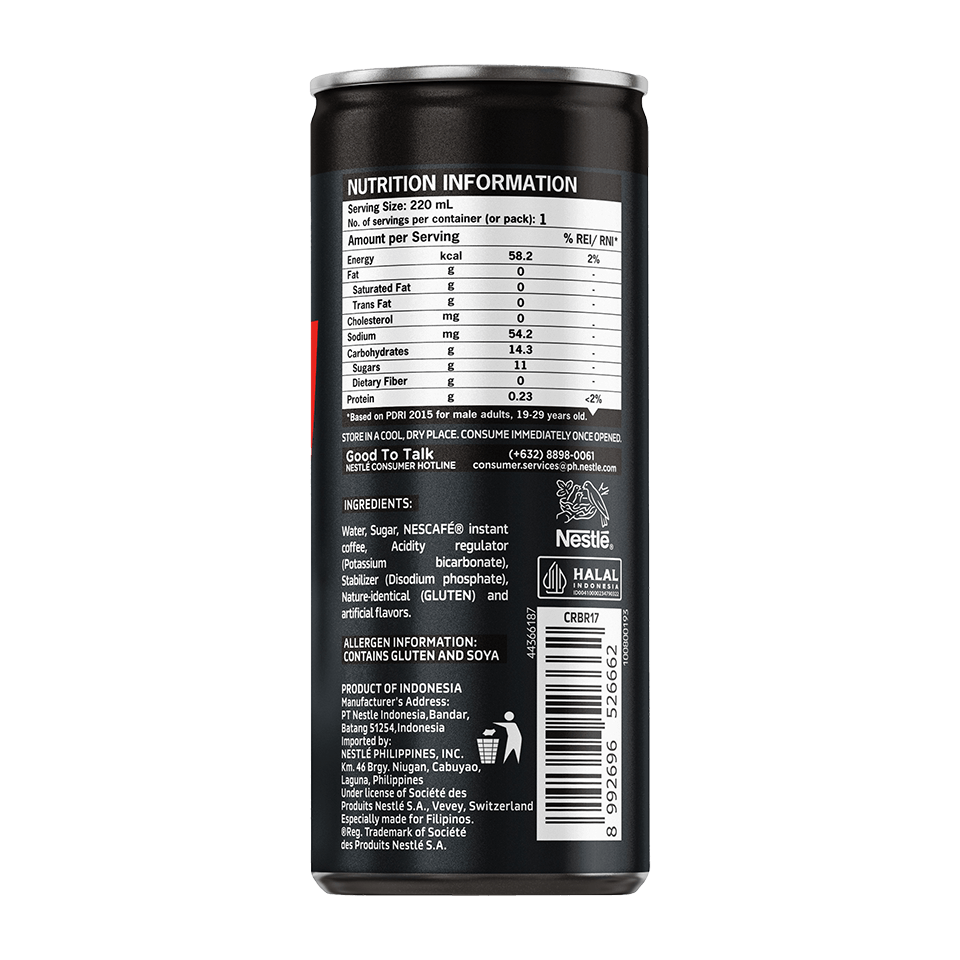 NUTRITION INFORMATION
Serving Size: 220 mL
No. of servings per container (or pack): 1
Amount per Serving % REI/ RNI*
Energy kcal 58.2 2%
Fat g 0 -
Saturated Fat g 0 -
Trans Fat g 0 -
Cholesterol mg 0 -
Sodium mg 54.2 -
Carbohydrates g 14.3 -
Sugars g 11 -
Dietary Fiber g 0 -
Protein g 0.23 <2%
*Based on PDRI 2015 for male adults, 19-29 years old.
STORE IN A COOL, DRY PLACE. CONSUME IMMEDIATELY ONCE OPENED.
Good To Talk (+632) 8898-0061
NESTLÉ CONSUMER HOTLINE consumer.services@ph.nestle.com
INGREDIENTS:
Water, Sugar, NESCAFÉ® instant
coffee, Acidity regulator
(Potassium bicarbonate),
Stabilizer (Disodium phosphate),
Nature-identical (GLUTEN) and
artificial flavors.
ALLERGEN INFORMATION:
CONTAINS GLUTEN AND SOYA
PRODUCT OF INDONESIA
Manufacturer's Address:
PT Nestle Indonesia,Bandar,
Batang 51254,Indonesia
Imported by:
NESTLÉ PHILIPPINES, INC.
Km. 46 Brgy. Niugan, Cabuyao,
Laguna, Philippines
Under license of Société des
Produits Nestlé S.A., Vevey, Switzerland
Especially made for Filipinos.
®Reg. Trademark of Société
des Produits Nestlé S.A.
Nestlé®
HALAL
INDONESIA
CRBR17
44366187
100800193
8 992696 526662